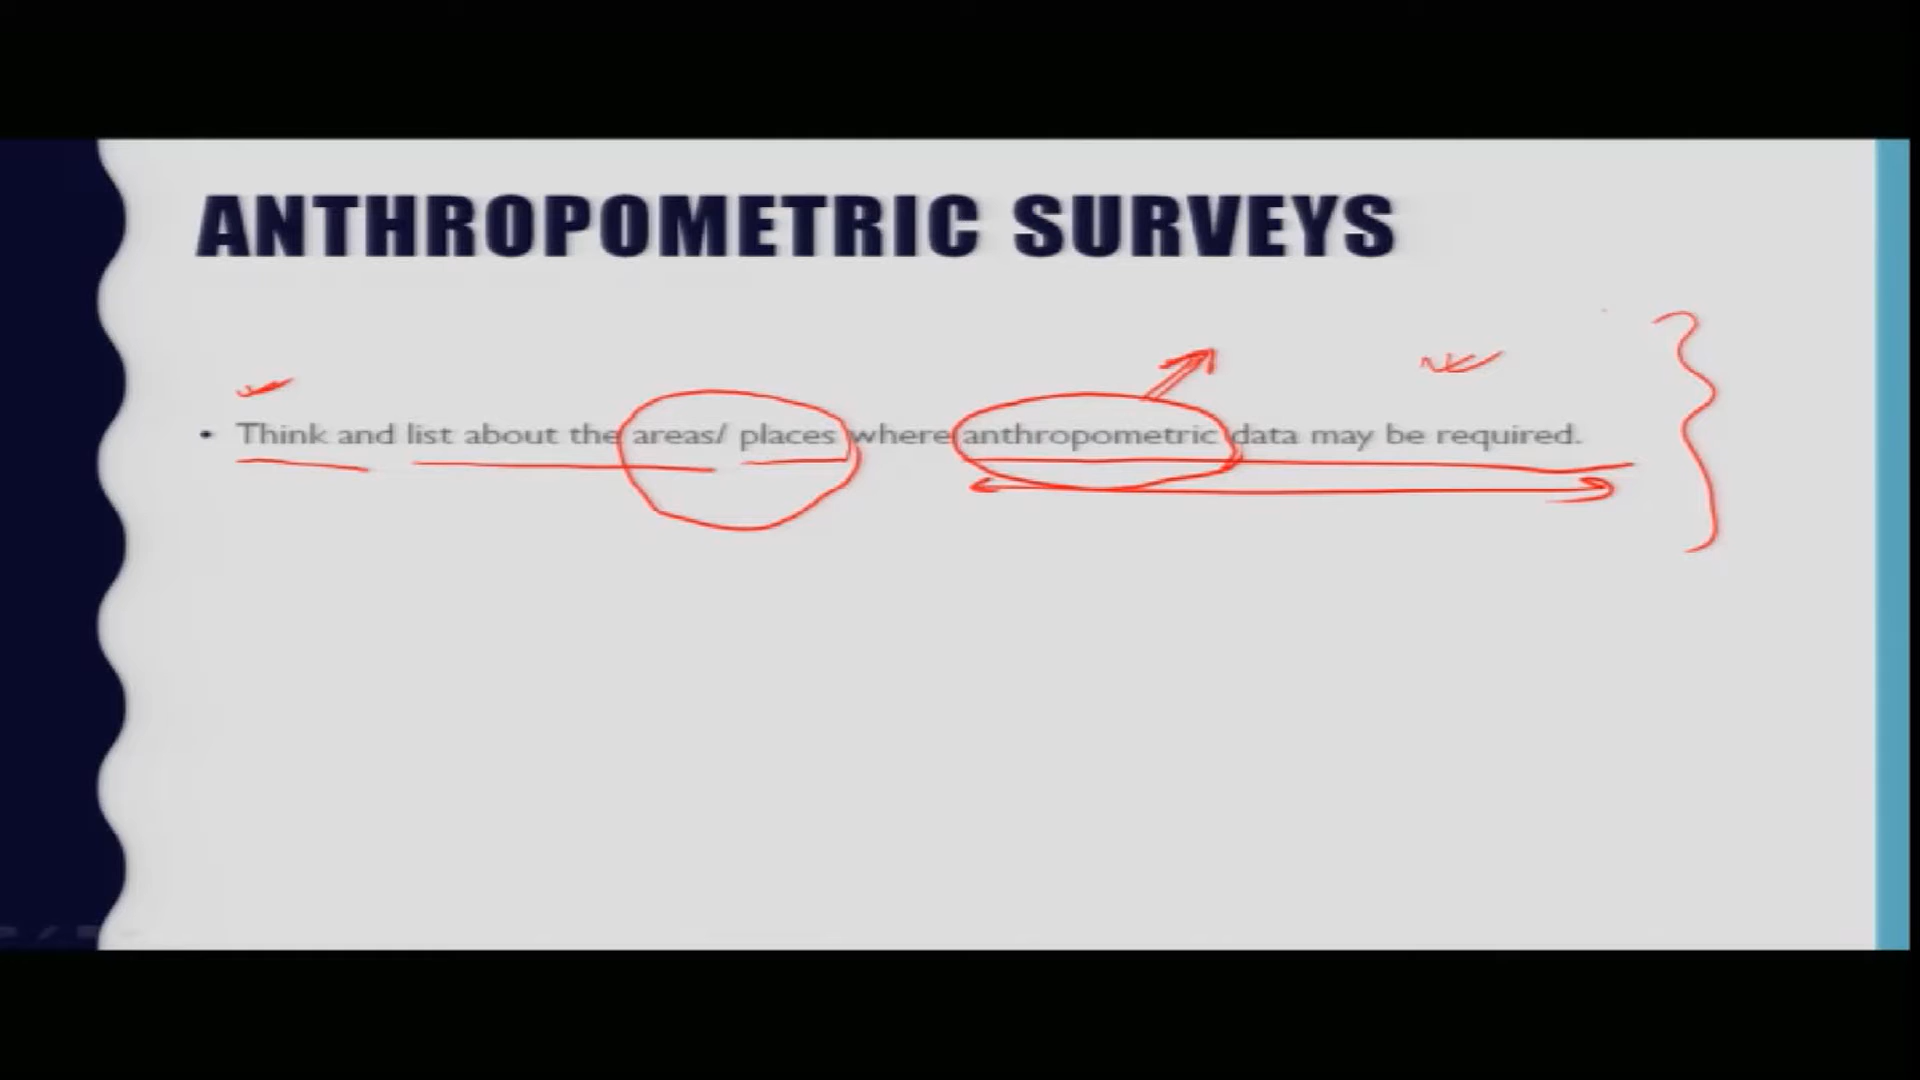 ANTHROPOMETRIC SURVEYS
• Think and list about the areas/ places where anthropometric data may be required.